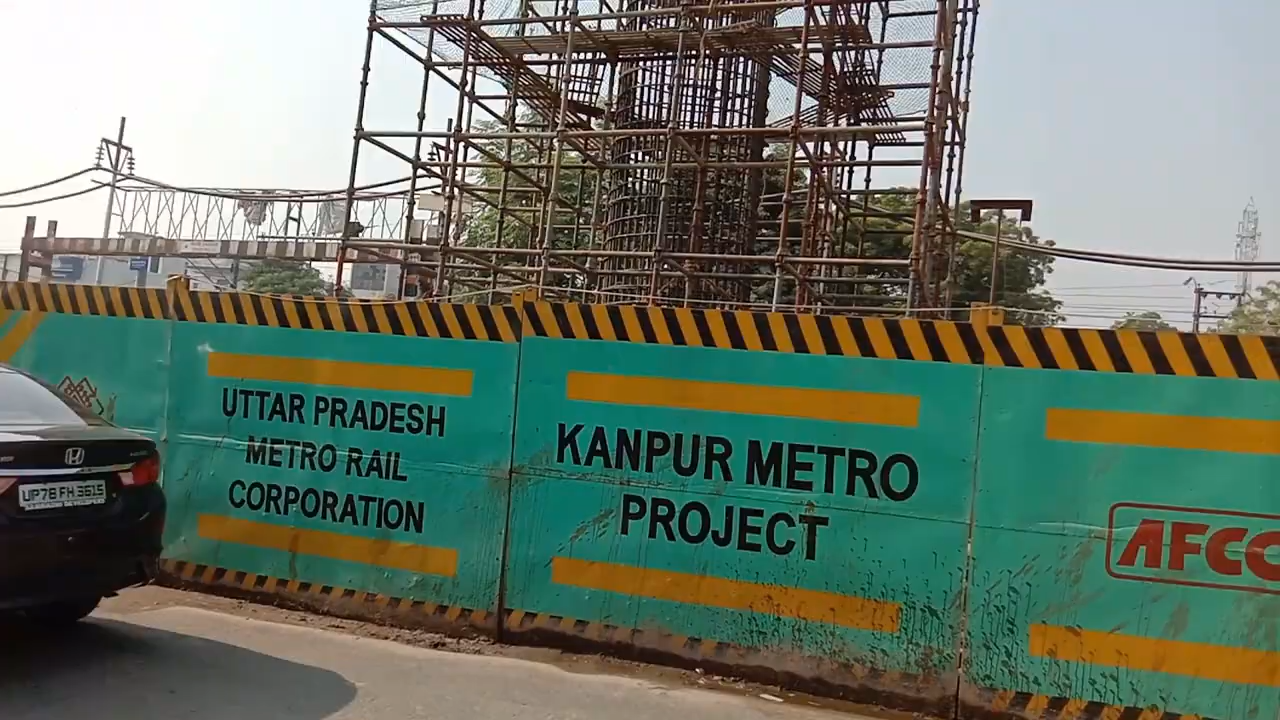 UTTAR PRADESH
METRO RAIL
CORPORATION
KANPUR METRO
PROJECT
AFCO
UP78 FH 3615